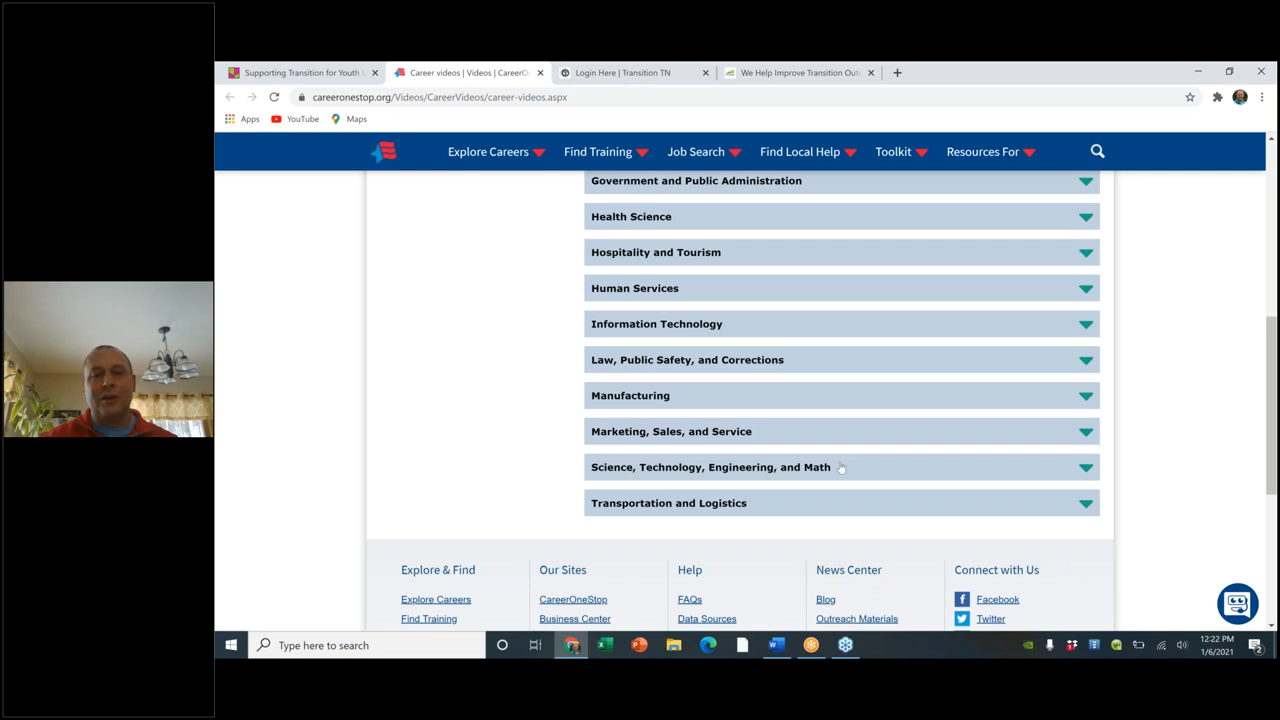 Supporting Transition for Youth
Career videos | Videos | CareerO
Login Here | Transition TN
We Help Improve Transition Out
careeronestop.org/Videos/CareerVideos/career-videos.aspx
Apps
YouTube
Maps
Explore Careers
Find Training
Job Search
Find Local Help
Toolkit
Resources For
Government and Public Administration
Health Science
Hospitality and Tourism
Human Services
Information Technology
Law, Public Safety, and Corrections
Manufacturing
Marketing, Sales, and Service
Science, Technology, Engineering, and Math
Transportation and Logistics
Explore & Find
Our Sites
Help
News Center
Connect with Us
Explore Careers
CareerOneStop
FAQs
Blog
Facebook
Find Training
Business Center
Data Sources
Outreach Materials
Twitter
Type here to search
12:22 PM
1/6/2021
2